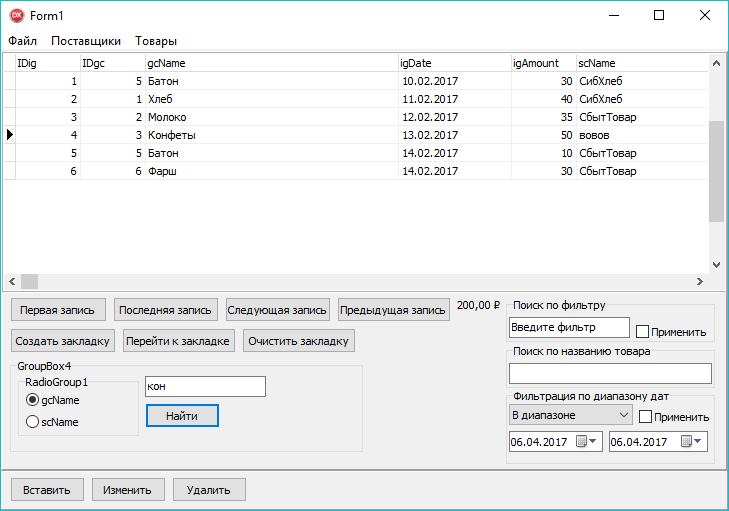 DX Form1
Файл Поставщики Товары
IDig IDgc gcName igDate igAmount scName
1 5 Батон 10.02.2017 30 СибХлеб
2 1 Хлеб 11.02.2017 40 СибХлеб
3 2 Молоко 12.02.2017 35 СбытТовар
4 3 Конфеты 13.02.2017 50 вовов
5 5 Батон 14.02.2017 10 СбытТовар
6 6 Фарш 14.02.2017 30 СбытТовар
Первая запись Последняя запись Следующая запись Предыдущая запись 200,00 ₽
Создать закладку Перейти к закладке Очистить закладку
GroupBox4
RadioGroup1
gcName
scName
кон
Найти
Поиск по фильтру
Введите фильтр Применить
Поиск по названию товара
Фильтрация по диапазону дат
В диапазоне Применить
06.04.2017 06.04.2017
Вставить Изменить Удалить